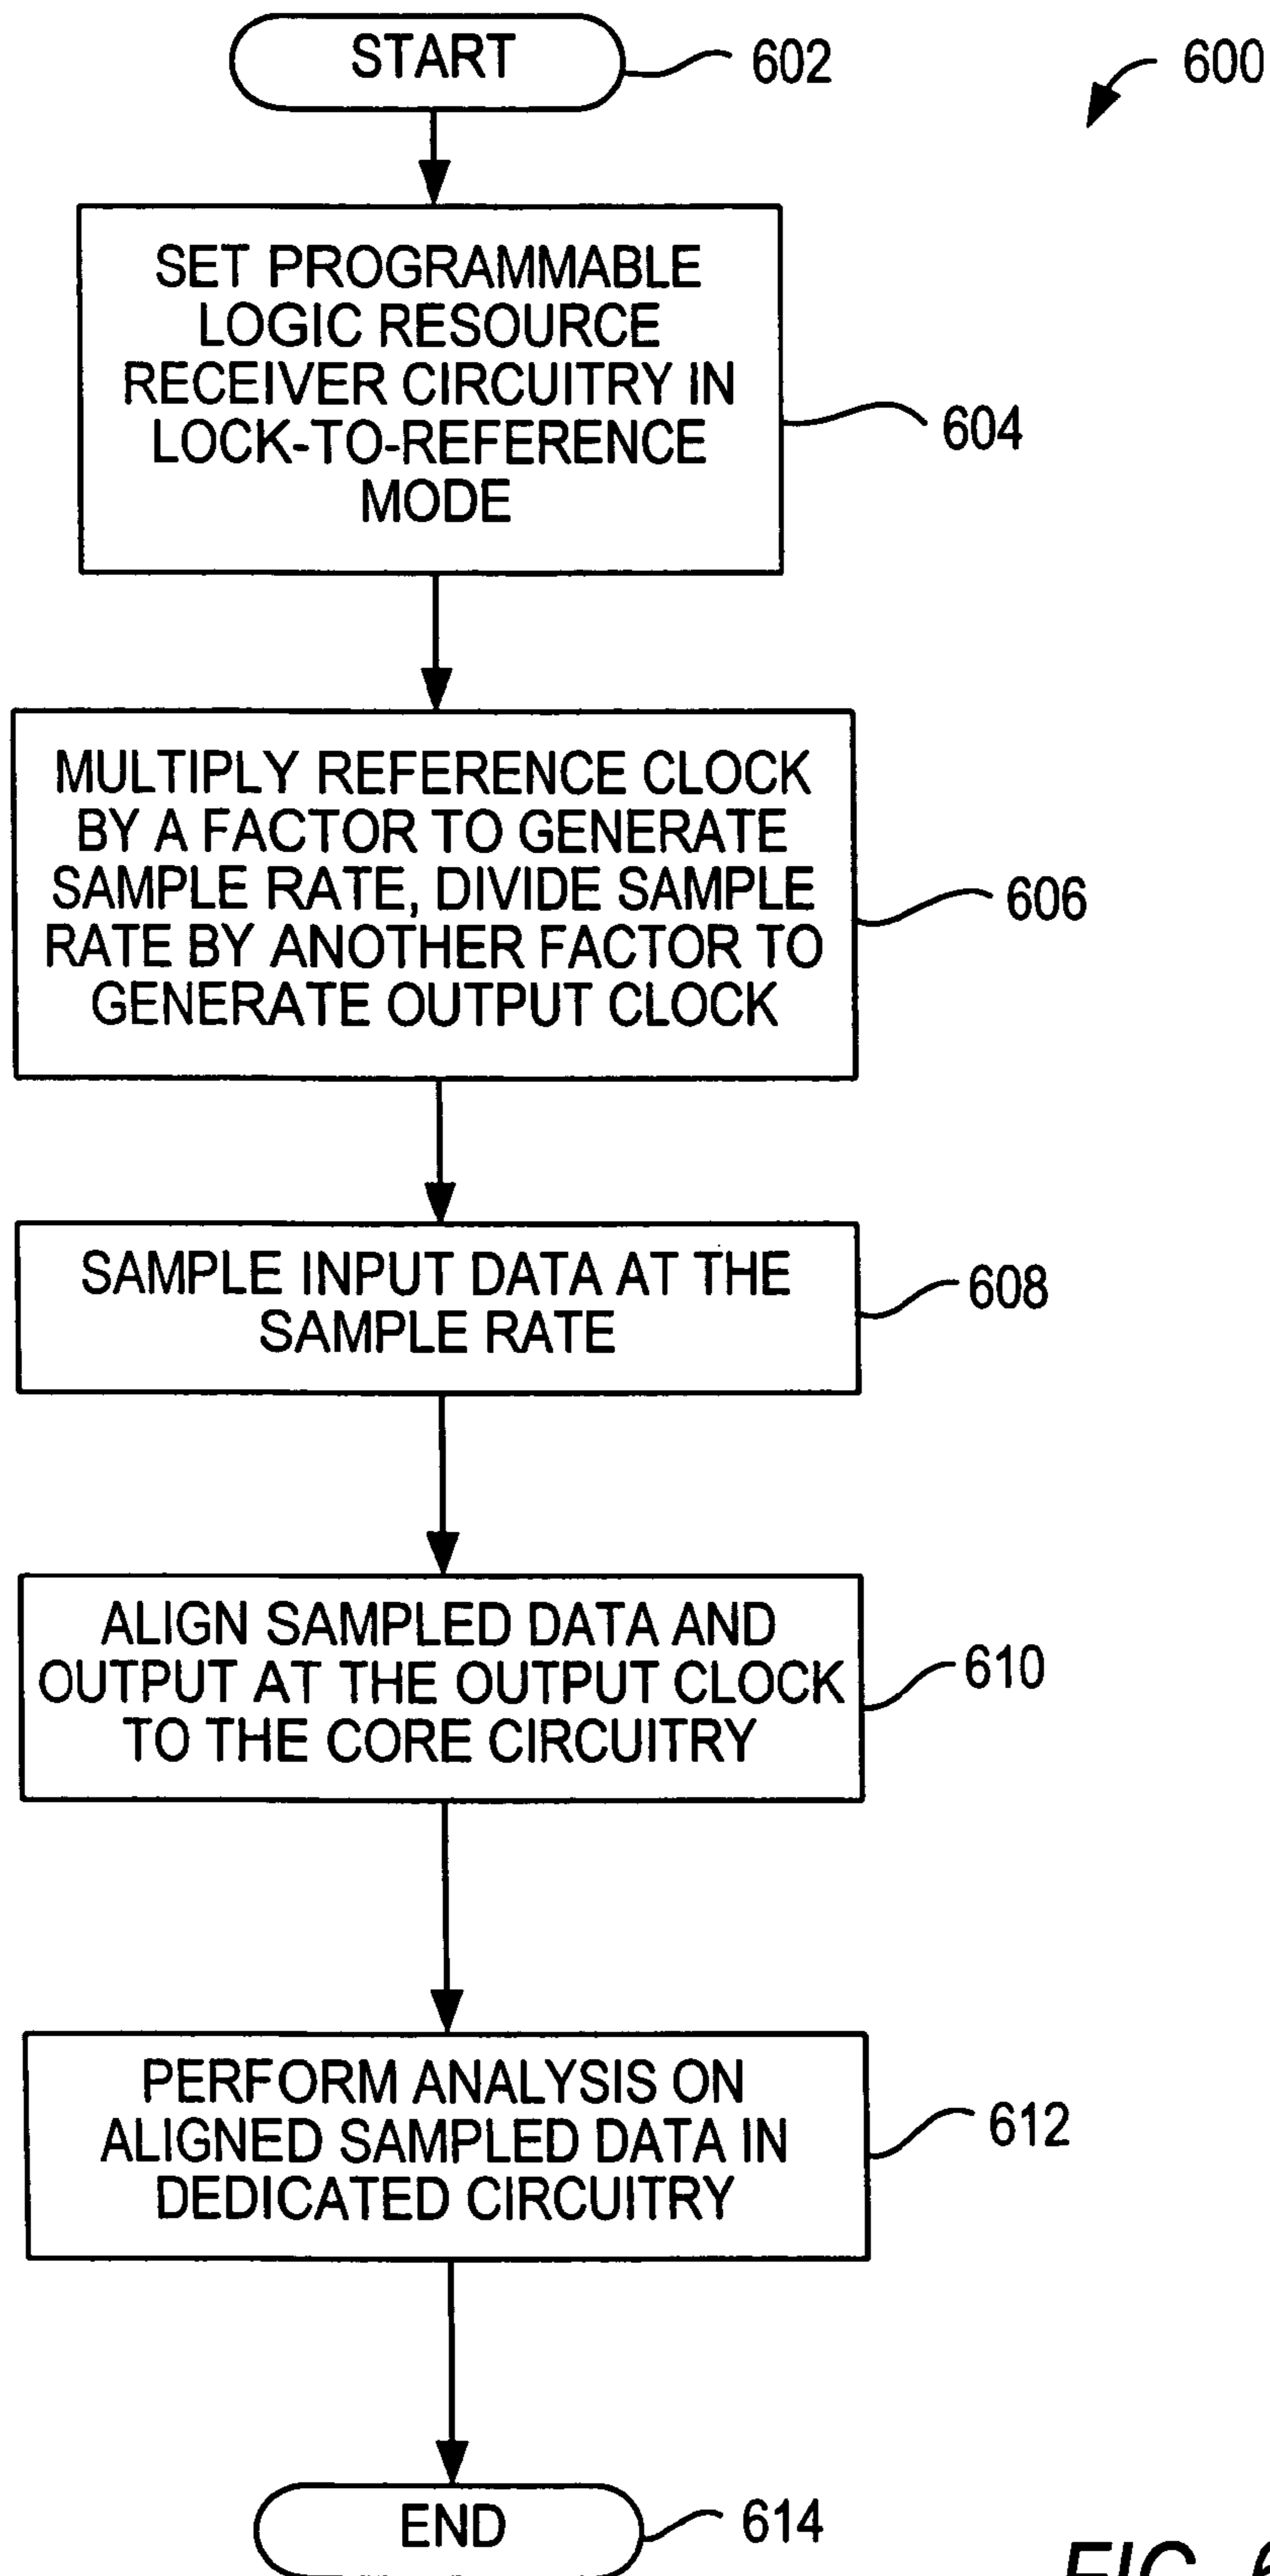 START
602
600
SET PROGRAMMABLE
LOGIC RESOURCE
RECEIVER CIRCUITRY IN
LOCK-TO-REFERENCE
MODE
604
MULTIPLY REFERENCE CLOCK
BY A FACTOR TO GENERATE
SAMPLE RATE, DIVIDE SAMPLE
RATE BY ANOTHER FACTOR TO
GENERATE OUTPUT CLOCK
606
SAMPLE INPUT DATA AT THE
SAMPLE RATE
608
ALIGN SAMPLED DATA AND
OUTPUT AT THE OUTPUT CLOCK
TO THE CORE CIRCUITRY
610
PERFORM ANALYSIS ON
ALIGNED SAMPLED DATA IN
DEDICATED CIRCUITRY
612
END
614
FIG. 6